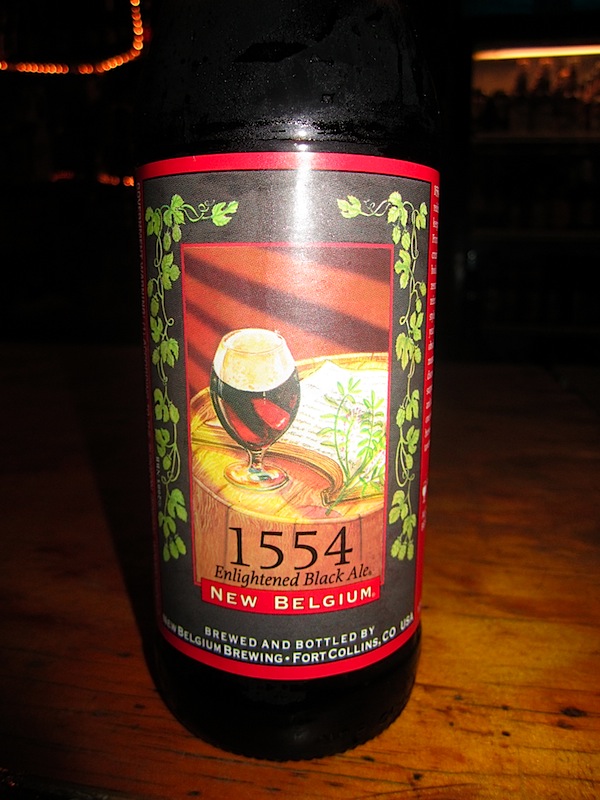 1554
Enlightened Black Ale®
NEW BELGIUM®
BREWED AND BOTTLED BY
NEW BELGIUM BREWING • FORT COLLINS, CO USA